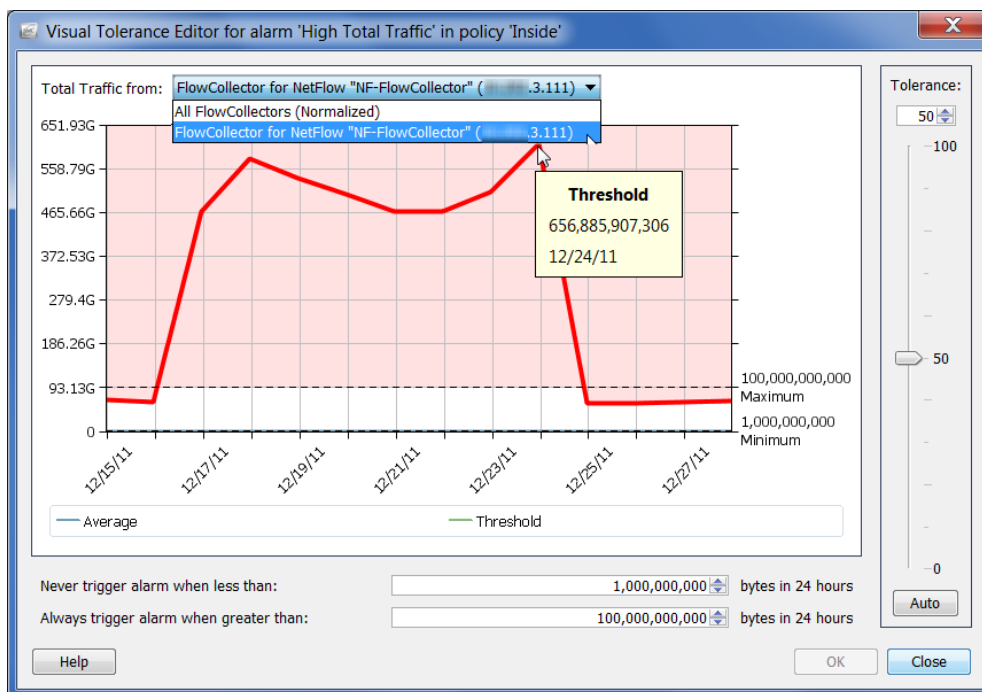 Visual Tolerance Editor for alarm 'High Total Traffic' in policy 'Inside'
Total Traffic from: FlowCollector for NetFlow "NF-FlowCollector" ( .3.111)
All FlowCollectors (Normalized)
FlowCollector for NetFlow "NF-FlowCollector" ( .3.111)
651.93G
558.79G
465.66G
372.53G
279.4G
186.26G
93.13G
0
Threshold
656,885,907,306
12/24/11
100,000,000,000
Maximum
1,000,000,000
Minimum
12/15/11
12/17/11
12/19/11
12/21/11
12/23/11
12/25/11
12/27/11
Average
Threshold
Tolerance:
50
100
50
0
Auto
Never trigger alarm when less than: 1,000,000,000 bytes in 24 hours
Always trigger alarm when greater than: 100,000,000,000 bytes in 24 hours
Help
OK
Close